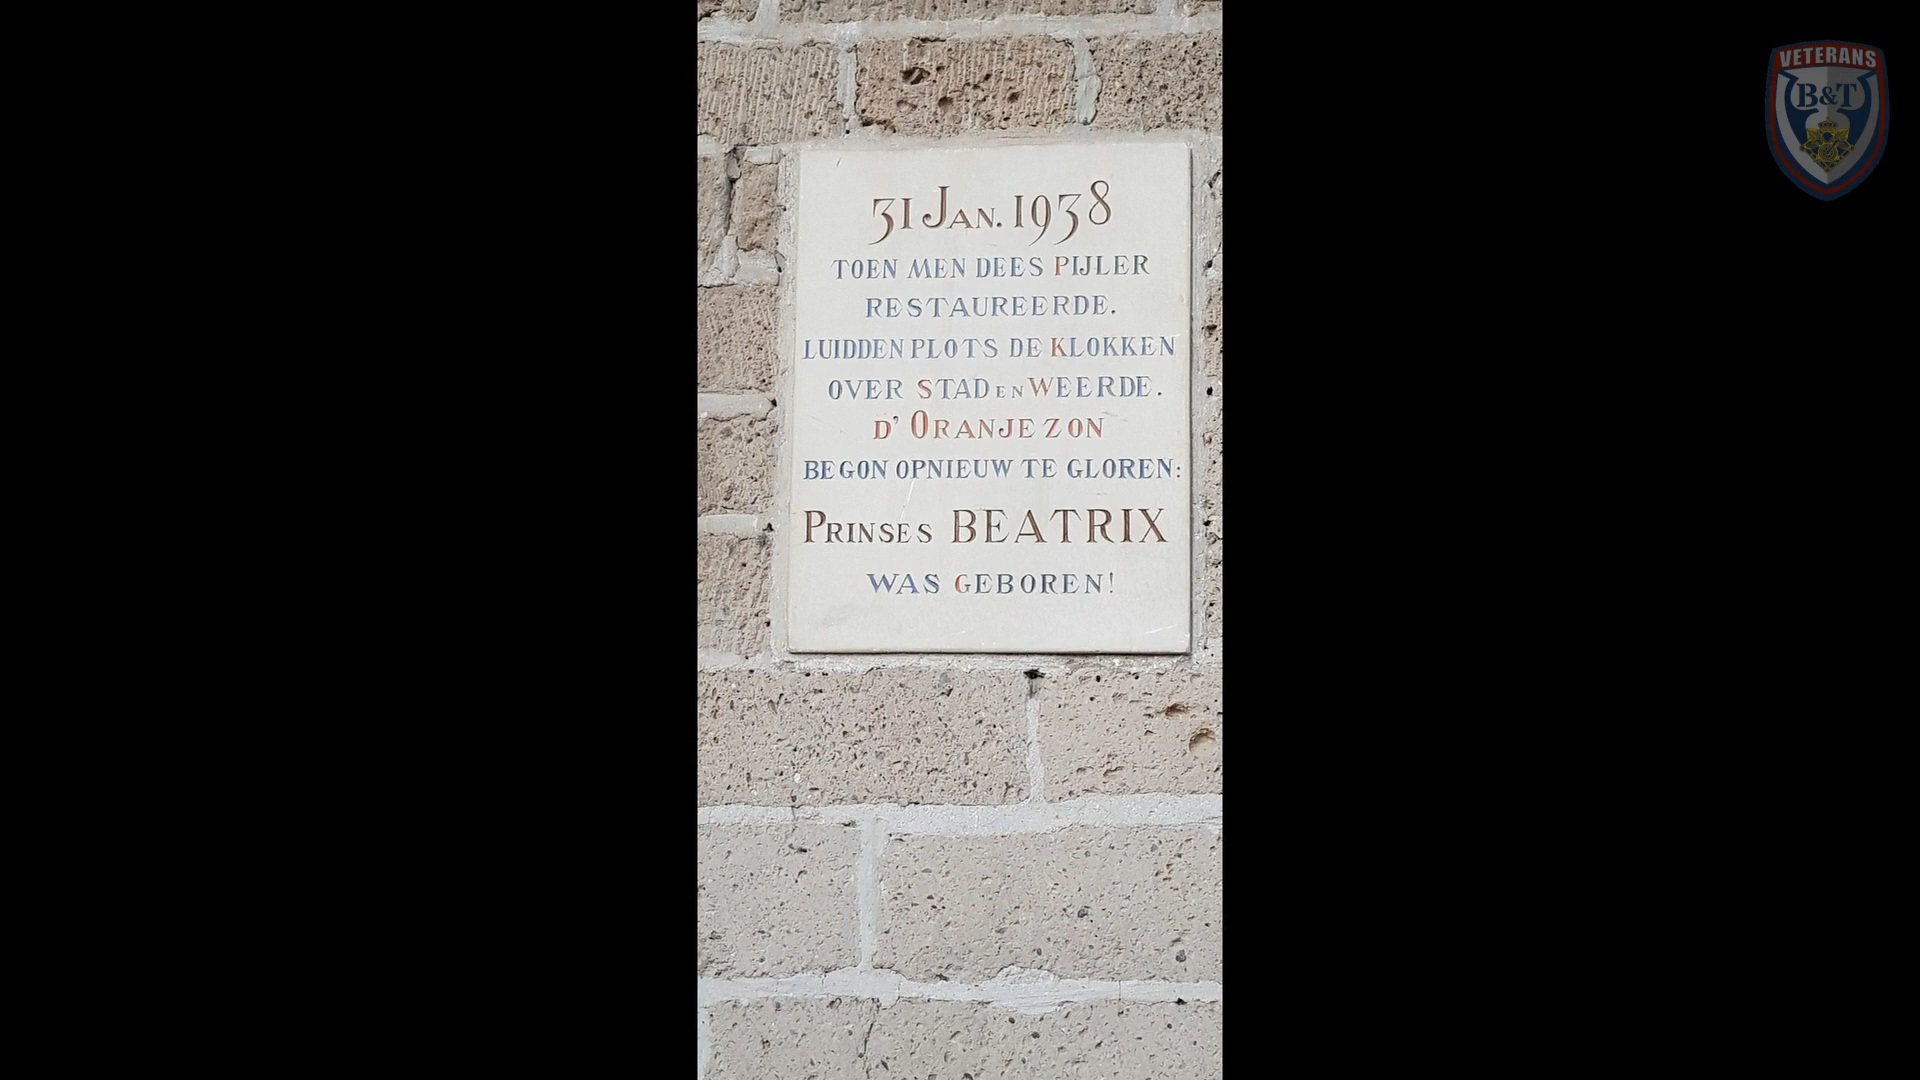 VETERANS
B&T
31 JAN. 1938
TOEN MEN DEES PIJLER
RESTAUREERDE.
LUIDDEN PLOTS DE KLOKKEN
OVER STAD EN WEERDE.
D' ORANJE ZON
BEGON OPNIEUW TE GLOREN:
PRINSES BEATRIX
WAS GEBOREN!